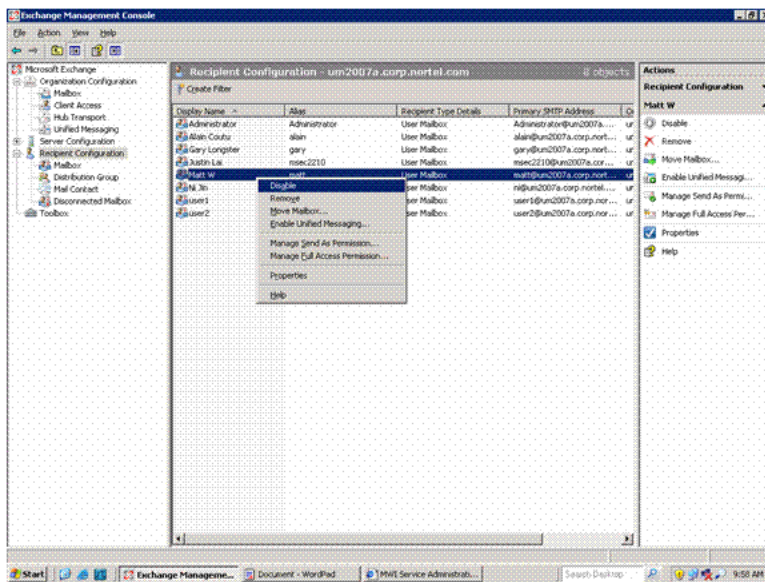 Exchange Management Console
File Action View Help
Microsoft Exchange
Organization Configuration
Mailbox
Client Access
Hub Transport
Unified Messaging
Server Configuration
Recipient Configuration
Mailbox
Distribution Group
Mail Contact
Disconnected Mailbox
Toolbox
Recipient Configuration - um2007a.corp.nortel.com 8 objects
Create Filter
Display Name Alias Recipient Type Details Primary SMTP Address
Administrator Administrator User Mailbox Administrator@um2007a....
Alain Coutu alain User Mailbox alain@um2007a.corp.nort...
Gary Longster gary User Mailbox gary@um2007a.corp.nort...
Justin Lai nsec2210 User Mailbox nsec2210@um2007a.cor...
Matt W matt User Mailbox matt@um2007a.corp.nort...
Ni Jin ser Mailbox ni@um2007a.corp.nortel....
user1 ser Mailbox user1@um2007a.corp.nor...
user2 ser Mailbox user2@um2007a.corp.nor...
Disable
Remove
Move Mailbox...
Enable Unified Messaging...
Manage Send As Permission...
Manage Full Access Permission...
Properties
Help
Actions
Recipient Configuration
Matt W
Disable
Remove
Move Mailbox...
Enable Unified Messagi...
Manage Send As Permi...
Manage Full Access Per...
Properties
Help
Start Exchange Manageme... Document - WordPad MWI Service Administrati... Search Desktop 9:58 AM